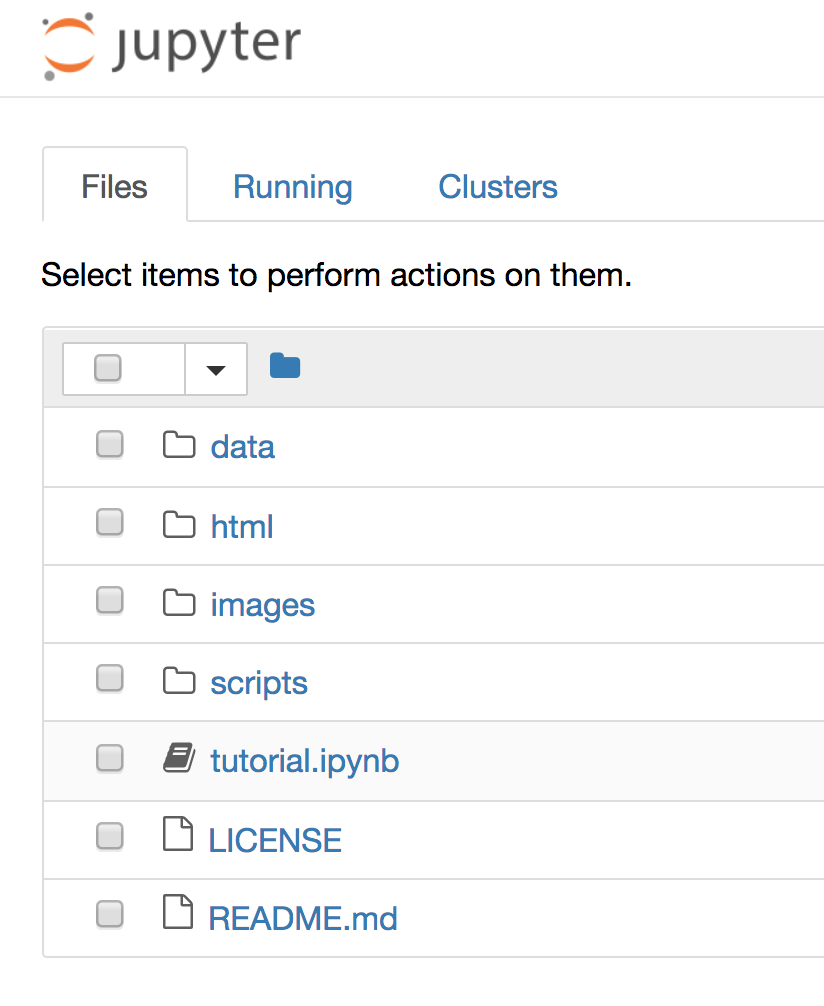 jupyter
Files Running Clusters
Select items to perform actions on them.
data
html
images
scripts
tutorial.ipynb
LICENSE
README.md